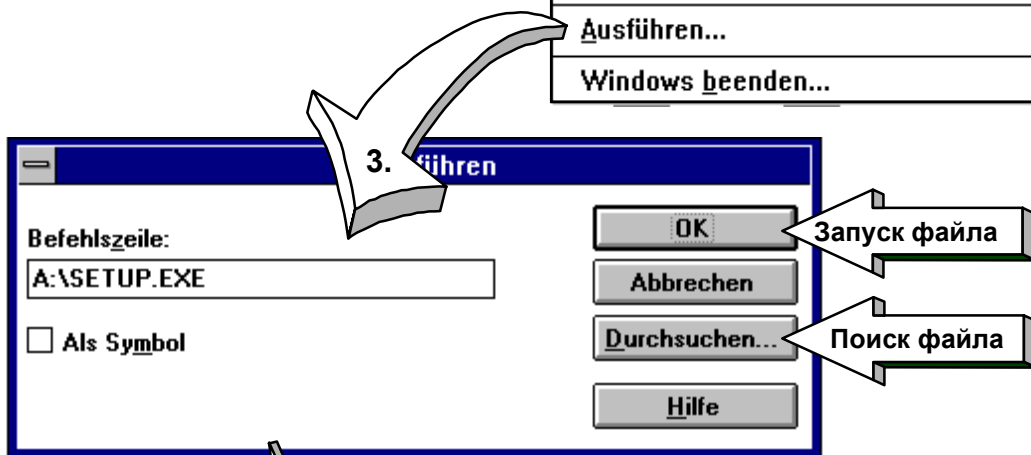 Ausführen...
Windows beenden...
3.
führen
Befehlszeile:
A:\SETUP.EXE
Als Symbol
OK
Запуск файла
Abbrechen
Durchsuchen...
Поиск файла
Hilfe